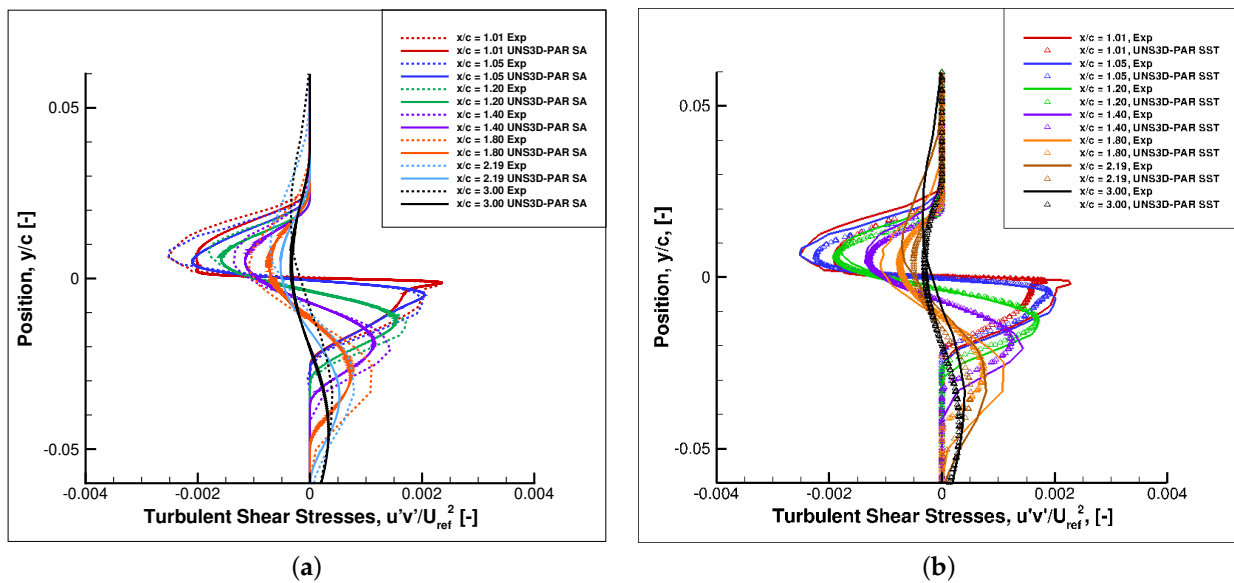 x/c = 1.01 Exp
x/c = 1.01 UNS3D-PAR SA
x/c = 1.05 Exp
x/c = 1.05 UNS3D-PAR SA
x/c = 1.20 Exp
x/c = 1.20 UNS3D-PAR SA
x/c = 1.40 Exp
x/c = 1.40 UNS3D-PAR SA
x/c = 1.80 Exp
x/c = 1.80 UNS3D-PAR SA
x/c = 2.19 Exp
x/c = 2.19 UNS3D-PAR SA
x/c = 3.00 Exp
x/c = 3.00 UNS3D-PAR SA
0.05
0
-0.05
Position, y/c [-]
-0.004 -0.002 0 0.002 0.004
Turbulent Shear Stresses, u'v'/U_ref^2 [-]
(a)
x/c = 1.01, Exp
x/c = 1.01, UNS3D-PAR SST
x/c = 1.05, Exp
x/c = 1.05, UNS3D-PAR SST
x/c = 1.20, Exp
x/c = 1.20, UNS3D-PAR SST
x/c = 1.40, Exp
x/c = 1.40, UNS3D-PAR SST
x/c = 1.80, Exp
x/c = 1.80, UNS3D-PAR SST
x/c = 2.19, Exp
x/c = 2.19, UNS3D-PAR SST
x/c = 3.00, Exp
x/c = 3.00, UNS3D-PAR SST
0.05
0
-0.05
Position, y/c, [-]
-0.004 -0.002 0 0.002 0.004
Turbulent Shear Stresses, u'v'/U_ref^2, [-]
(b)